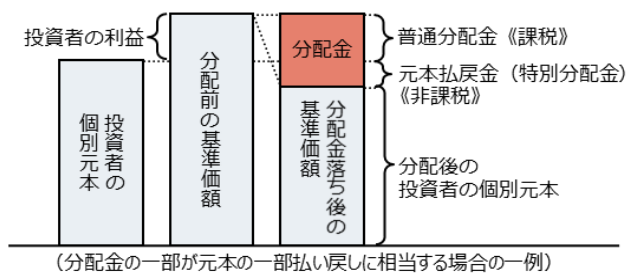 投資者の利益
投資者の
個別元本
分配前の基準価額
分配金
分配金落ち後の
基準価額
普通分配金《課税》
元本払戻金（特別分配金）
《非課税》
分配後の
投資者の個別元本
（分配金の一部が元本の一部払い戻しに相当する場合の一例）